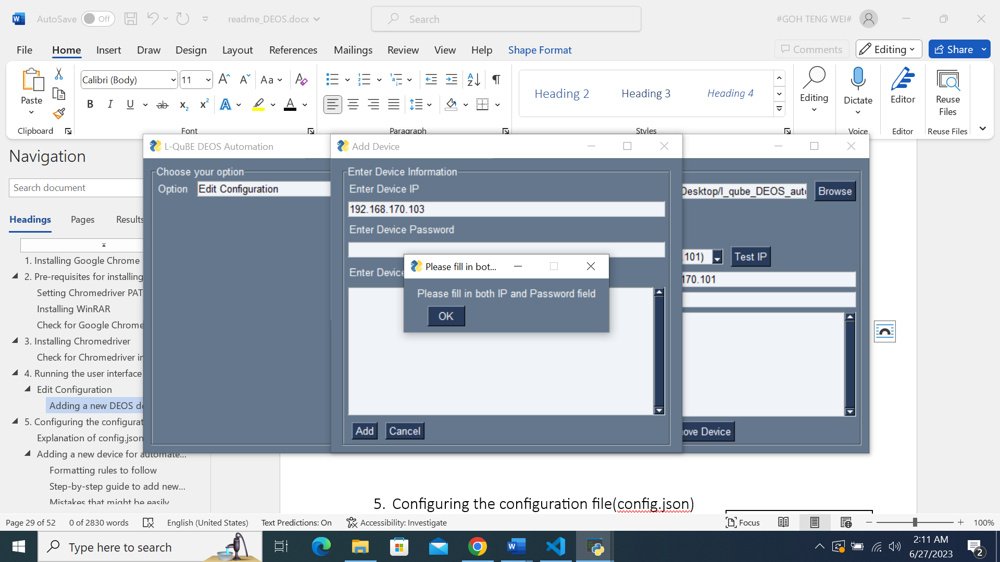 AutoSave Off readme_DEOS.docx Search #GOH TENG WEI#
File Home Insert Draw Design Layout References Mailings Review View Help Shape Format Comments Editing Share
Paste
Clipboard
Calibri (Body) 11 Aa
B I U ab x2 x2 A A
Font
Paragraph
Heading 2 Heading 3 Heading 4
Styles
Editing
Dictate
Voice
Editor
Editor
Reuse
Files
Reuse Files
Navigation
Search document
Headings Pages Results
1. Installing Google Chrome
2. Pre-requisites for installing
Setting Chromedriver PAT
Installing WinRAR
Check for Google Chrome
3. Installing Chromedriver
Check for Chromedriver in
4. Running the user interface
Edit Configuration
Adding a new DEOS de
5. Configuring the configurat
Explanation of config.json
Adding a new device for automate...
Formatting rules to follow
Step-by-step guide to add new...
Mistakes that might be easily
L-QuBE DEOS Automation
Choose your option
Option Edit Configuration
Add Device
Enter Device Information
Enter Device IP
192.168.170.103
Enter Device Password
Enter Device
Add Cancel
Please fill in bot...
Please fill in both IP and Password field
OK
Desktop/l_qube_DEOS_auto Browse
.101) Test IP
170.101
ove Device
5. Configuring the configuration file(config.json)
Page 29 of 52 0 of 2830 words English (United States) Text Predictions: On Accessibility: Investigate Focus 100%
Type here to search
2:11 AM
6/27/2023
2